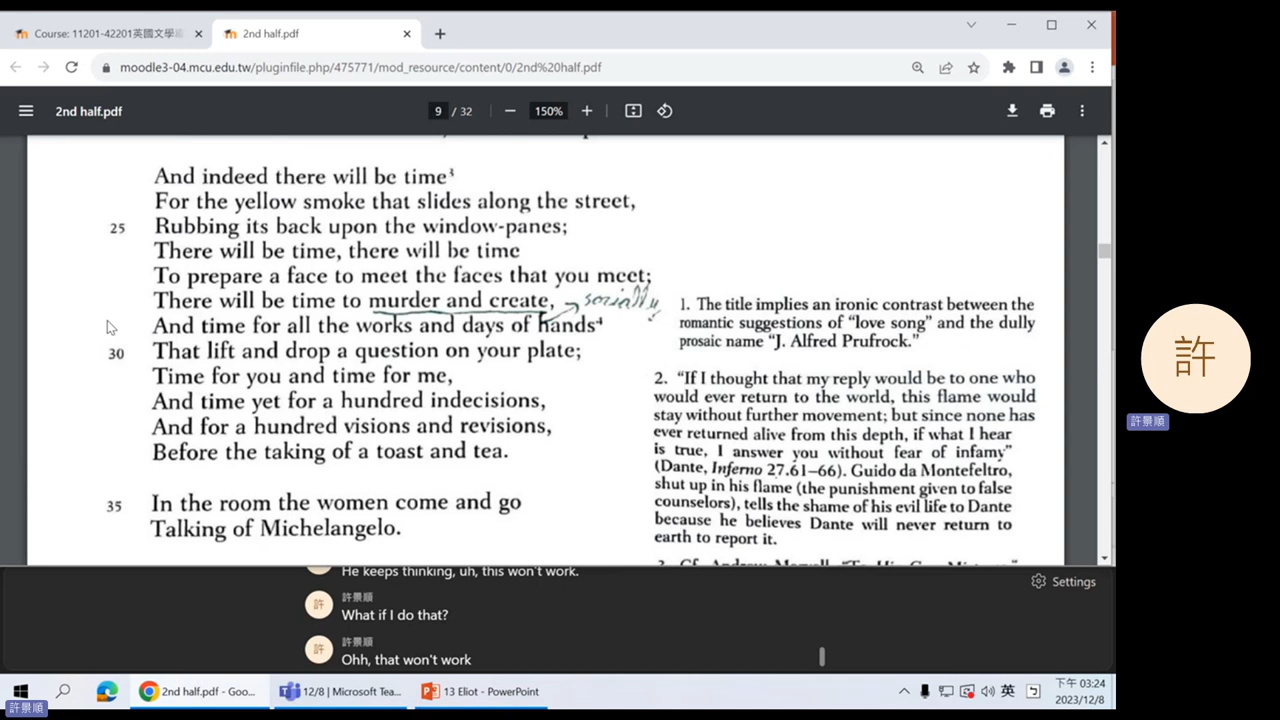 Course: 11201-42201英國文學
2nd half.pdf
moodle3-04.mcu.edu.tw/pluginfile.php/475771/mod_resource/content/0/2nd%20half.pdf
2nd half.pdf
9 / 32
150%
And indeed there will be time³
For the yellow smoke that slides along the street,
25 Rubbing its back upon the window-panes;
There will be time, there will be time
To prepare a face to meet the faces that you meet;
There will be time to murder and create, → socially
And time for all the works and days of hands⁴
30 That lift and drop a question on your plate;
Time for you and time for me,
And time yet for a hundred indecisions,
And for a hundred visions and revisions,
Before the taking of a toast and tea.
35 In the room the women come and go
Talking of Michelangelo.
1. The title implies an ironic contrast between the
romantic suggestions of “love song” and the dully
prosaic name “J. Alfred Prufrock.”
2. “If I thought that my reply would be to one who
would ever return to the world, this flame would
stay without further movement; but since none has
ever returned alive from this depth, if what I hear
is true, I answer you without fear of infamy”
(Dante, Inferno 27.61–66). Guido da Montefeltro,
shut up in his flame (the punishment given to false
counselors), tells the shame of his evil life to Dante
because he believes Dante will never return to
earth to report it.
He keeps thinking, uh, this won't work.
許景順
許
What if I do that?
許景順
許
Ohh, that won't work
Settings
許
許景順
2nd half.pdf - Goo...
12/8 | Microsoft Tea...
13 Eliot - PowerPoint
英
下午 03:24
2023/12/8
許景順